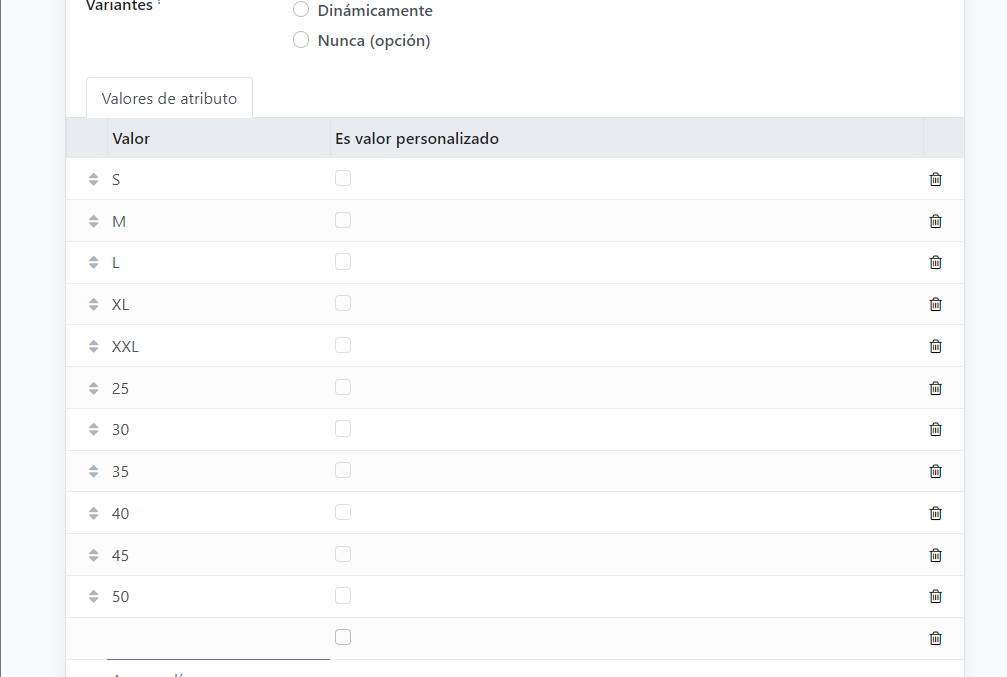 Variantes ?
Dinámicamente
Nunca (opción)
Valores de atributo
Valor Es valor personalizado
S
M
L
XL
XXL
25
30
35
40
45
50